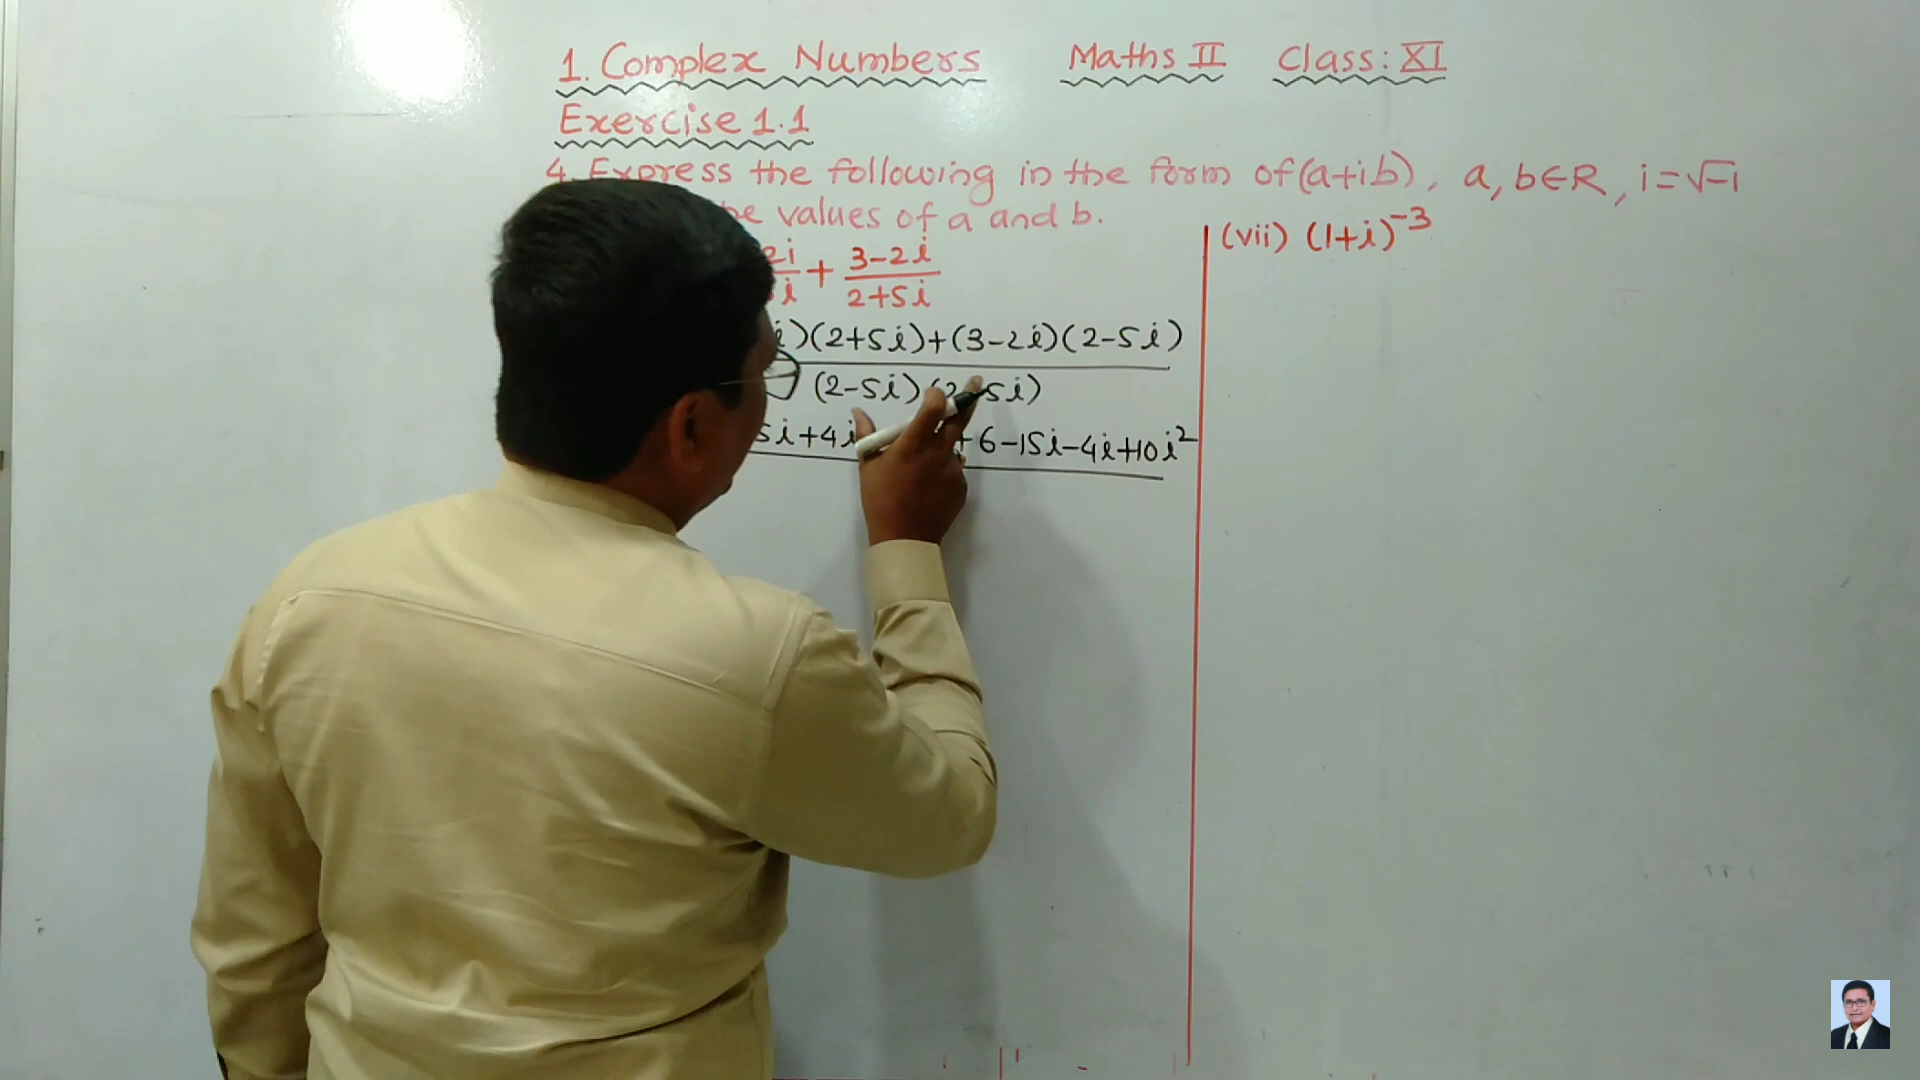 1. Complex Numbers Maths II Class: XI
Exercise 1.1
4. Express the following in the form of (a+ib), a, b∈R, i=√-1
values of a and b.
2i/i + 3-2i/2+5i
i)(2+5i)+(3-2i)(2-5i)
(2-5i) (2+5i)
5i+4i +6-15i-4i+10i²
(vii) (1+i)⁻³